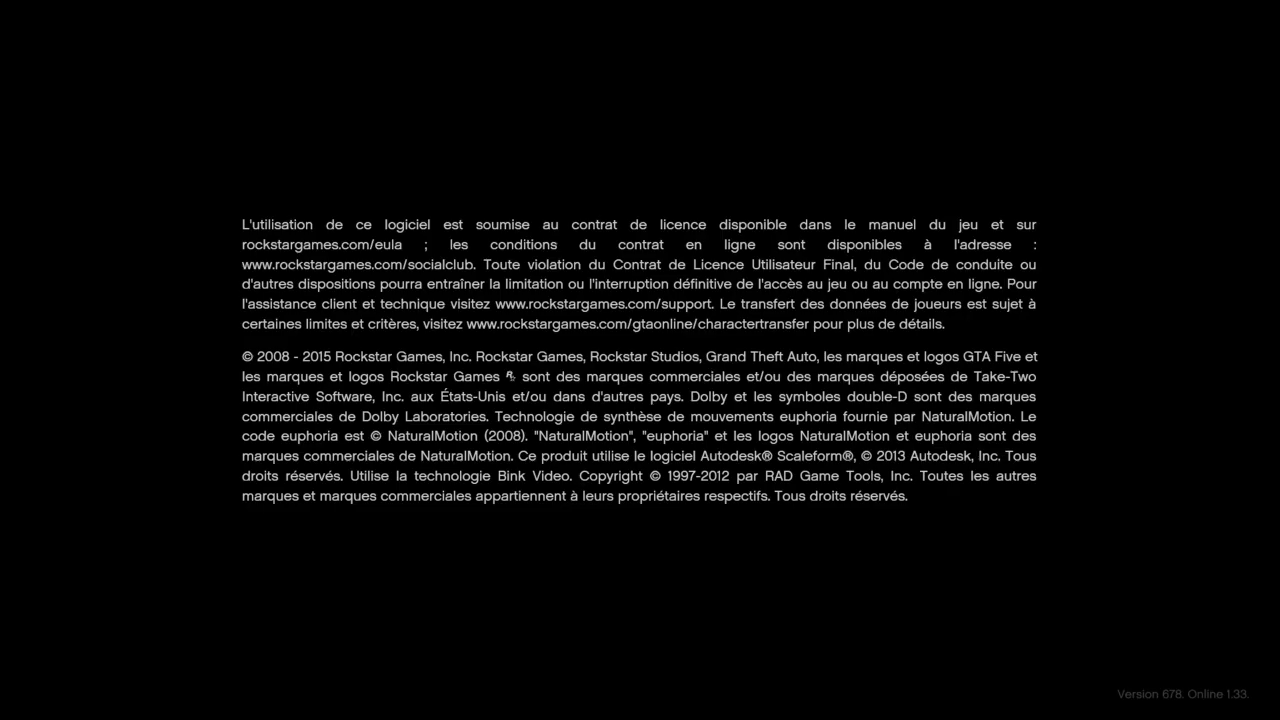 L'utilisation de ce logiciel est soumise au contrat de licence disponible dans le manuel du jeu et sur
rockstargames.com/eula ; les conditions du contrat en ligne sont disponibles à l'adresse :
www.rockstargames.com/socialclub. Toute violation du Contrat de Licence Utilisateur Final, du Code de conduite ou
d'autres dispositions pourra entraîner la limitation ou l'interruption définitive de l'accès au jeu ou au compte en ligne. Pour
l'assistance client et technique visitez www.rockstargames.com/support. Le transfert des données de joueurs est sujet à
certaines limites et critères, visitez www.rockstargames.com/gtaonline/charactertransfer pour plus de détails.
© 2008 - 2015 Rockstar Games, Inc. Rockstar Games, Rockstar Studios, Grand Theft Auto, les marques et logos GTA Five et
les marques et logos Rockstar Games R* sont des marques commerciales et/ou des marques déposées de Take-Two
Interactive Software, Inc. aux États-Unis et/ou dans d'autres pays. Dolby et les symboles double-D sont des marques
commerciales de Dolby Laboratories. Technologie de synthèse de mouvements euphoria fournie par NaturalMotion. Le
code euphoria est © NaturalMotion (2008). "NaturalMotion", "euphoria" et les logos NaturalMotion et euphoria sont des
marques commerciales de NaturalMotion. Ce produit utilise le logiciel Autodesk® Scaleform®, © 2013 Autodesk, Inc. Tous
droits réservés. Utilise la technologie Bink Video. Copyright © 1997-2012 par RAD Game Tools, Inc. Toutes les autres
marques et marques commerciales appartiennent à leurs propriétaires respectifs. Tous droits réservés.
Version 678. Online 1.33.